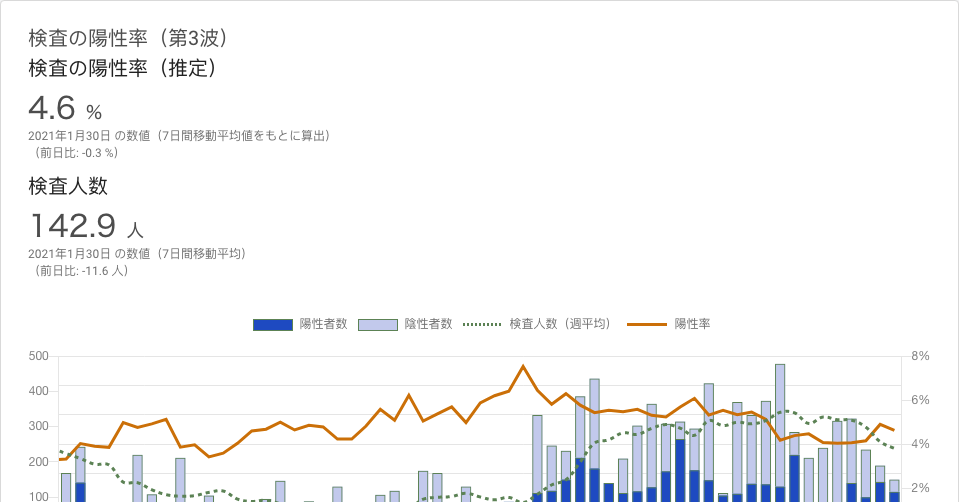 検査の陽性率（第3波）
検査の陽性率（推定）
4.6 %
2021年1月30日 の数値（7日間移動平均値をもとに算出）
（前日比: -0.3 %）
検査人数
142.9 人
2021年1月30日 の数値（7日間移動平均）
（前日比: -11.6 人）
陽性者数 陰性者数 検査人数（週平均） 陽性率
500 8%
400
6%
300
4%
200
2%
100